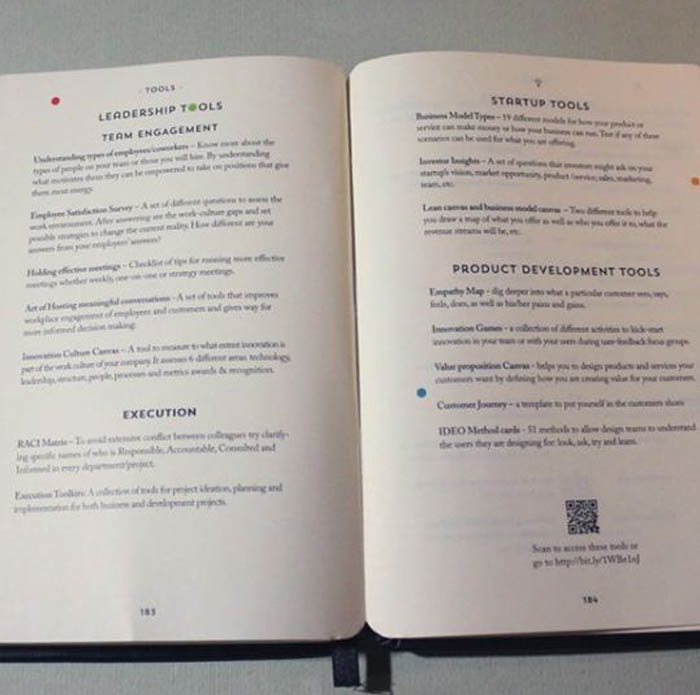 - TOOLS -
LEADERSHIP TOOLS
TEAM ENGAGEMENT
Understanding types of employees/coworkers – Know more about the
types of people on your team or those you will hire. By understanding
what motivates them they can be empowered to take on positions that give
them most energy.
Employee Satisfaction Survey – A set of different questions to assess the
work environment. After answering see the work-culture gaps and set
possible strategies to change the current reality. How different are your
answers from your employees' answers?
Holding effective meetings – Checklist of tips for running more effective
meetings whether weekly, one-on-one or strategy meetings.
Art of Hosting meaningful conversations –A set of tools that improves
workplace engagement of employees and customers and gives way for
more informed decision making.
Innovation Culture Canvas – A tool to measure to what extent innovation is
part of the work culture of your company. It assesses 6 different areas: technology,
leadership, structure, people, processes and metrics awards & recognition.
EXECUTION
RACI Matrix – To avoid extensive conflict between colleagues try clarify-
ing specific names of who is Responsible, Accountable, Consulted and
Informed in every department/project.
Execution Toolkits: A collection of tools for project ideation, planning and
implementation for both business and development projects.
183
STARTUP TOOLS
Business Model Types – 19 different models for how your product or
service can make money or how your business can run. Test if any of these
scenarios can be used for what you are offering.
Investor Insights – A set of questions that investors might ask on your
startup's vision, market opportunity, product /service, sales, marketing,
team, etc.
Lean canvas and business model canvas – Two different tools to help
you draw a map of what you offer as well as who you offer it to, what the
revenue streams will be, etc.
PRODUCT DEVELOPMENT TOOLS
Empathy Map - dig deeper into what a particular customer sees, says,
feels, does, as well as his/her pains and gains.
Innovation Games - a collection of different activities to kick-start
innovation in your team or with your users during user-feedback focus groups.
Value proposition Canvas - helps you to design products and services your
customers want by defining how you are creating value for your customers
Customer Journey – a template to put yourself in the customers shoes
IDEO Method cards - 51 methods to allow design teams to understand
the users they are designing for: look, ask, try and learn.
Scan to access these tools or
go to http://bit.ly/1WBe1nJ
184